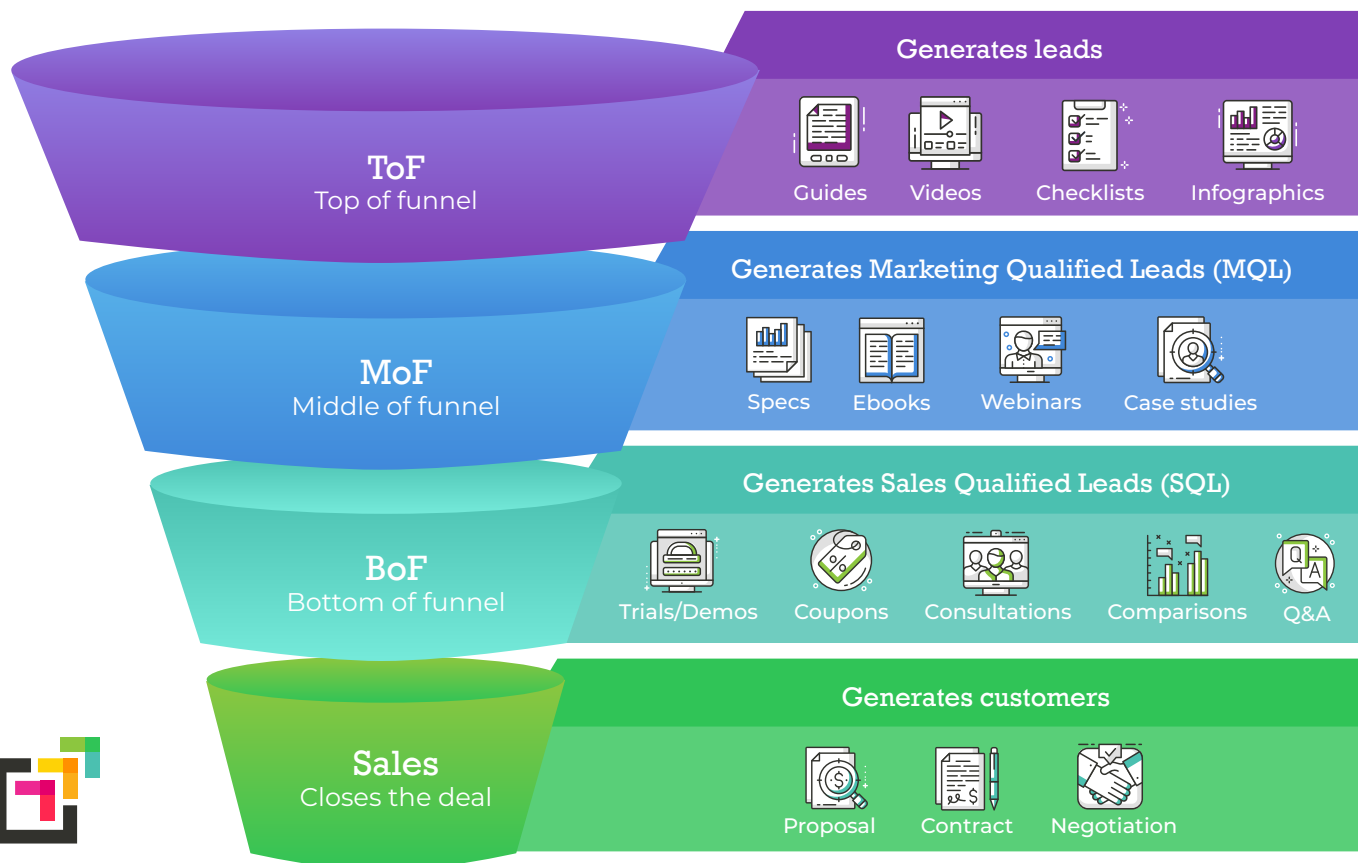 Generates leads
ToF
Top of funnel
Guides
Videos
Checklists
Infographics
Generates Marketing Qualified Leads (MQL)
MoF
Middle of funnel
Specs
Ebooks
Webinars
Case studies
Generates Sales Qualified Leads (SQL)
BoF
Bottom of funnel
Q
A
Trials/Demos
Coupons
Consultations
Comparisons
Q&A
Generates customers
Sales
Closes the deal
$
$
Proposal
Contract
Negotiation